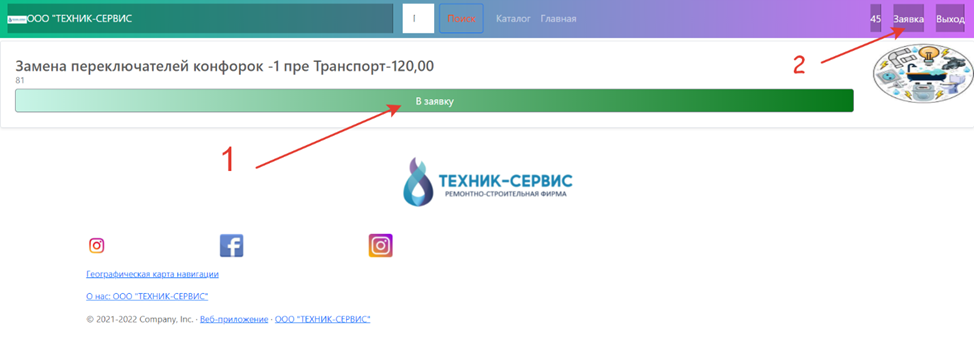 ООО "ТЕХНИК-СЕРВИС
Поиск
Каталог
Главная
45
Заявка
Выход
2
Замена переключателей конфорок -1 пре Транспорт-120,00
81
В заявку
1
ТЕХНИК-СЕРВИС
РЕМОНТНО-СТРОИТЕЛЬНАЯ ФИРМА
Географическая карта навигации
О нас: ООО "ТЕХНИК-СЕРВИС"
© 2021-2022 Company, Inc. · Веб-приложение · ООО "ТЕХНИК-СЕРВИС"